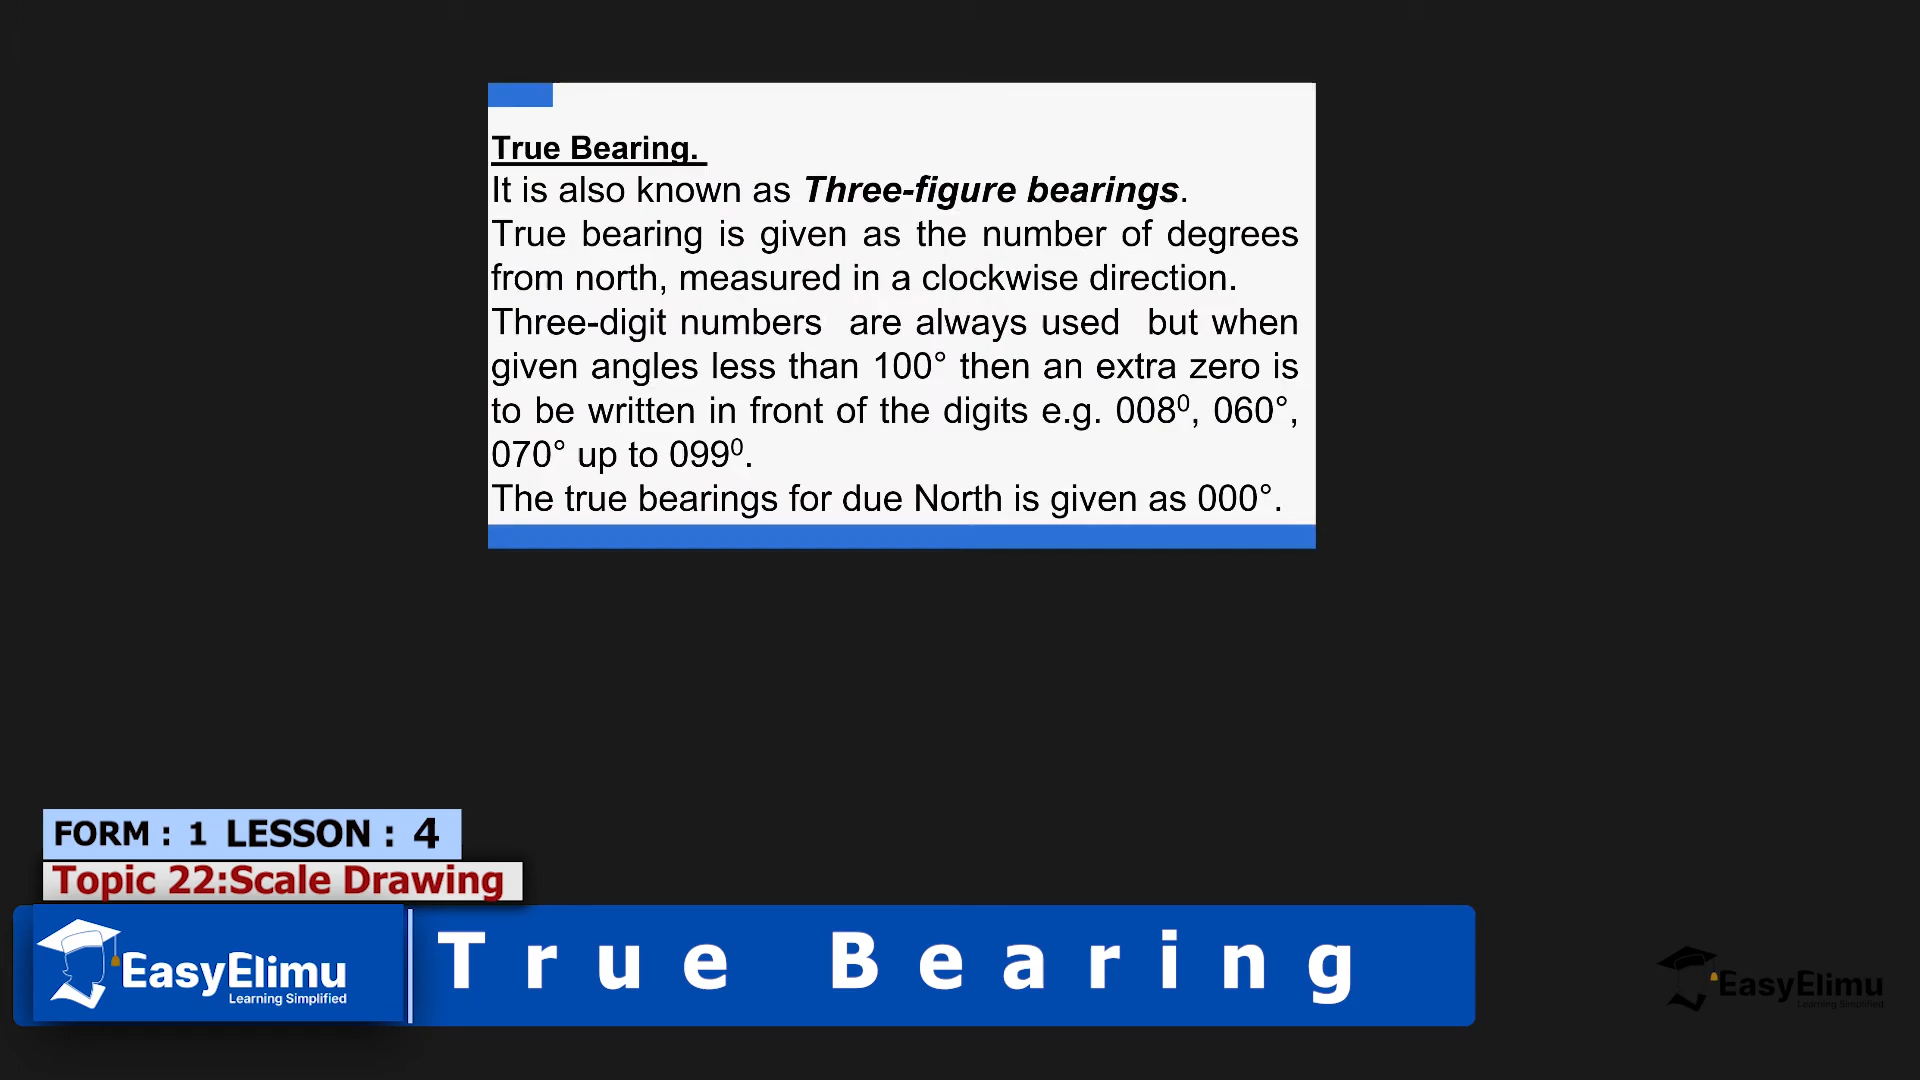 True Bearing.
It is also known as Three-figure bearings.
True bearing is given as the number of degrees
from north, measured in a clockwise direction.
Three-digit numbers are always used but when
given angles less than 100° then an extra zero is
to be written in front of the digits e.g. 008⁰, 060°,
070° up to 099⁰.
The true bearings for due North is given as 000°.
FORM : 1 LESSON : 4
Topic 22:Scale Drawing
EasyElimu
Learning Simplified
True Bearing
EasyElimu
Learning Simplified